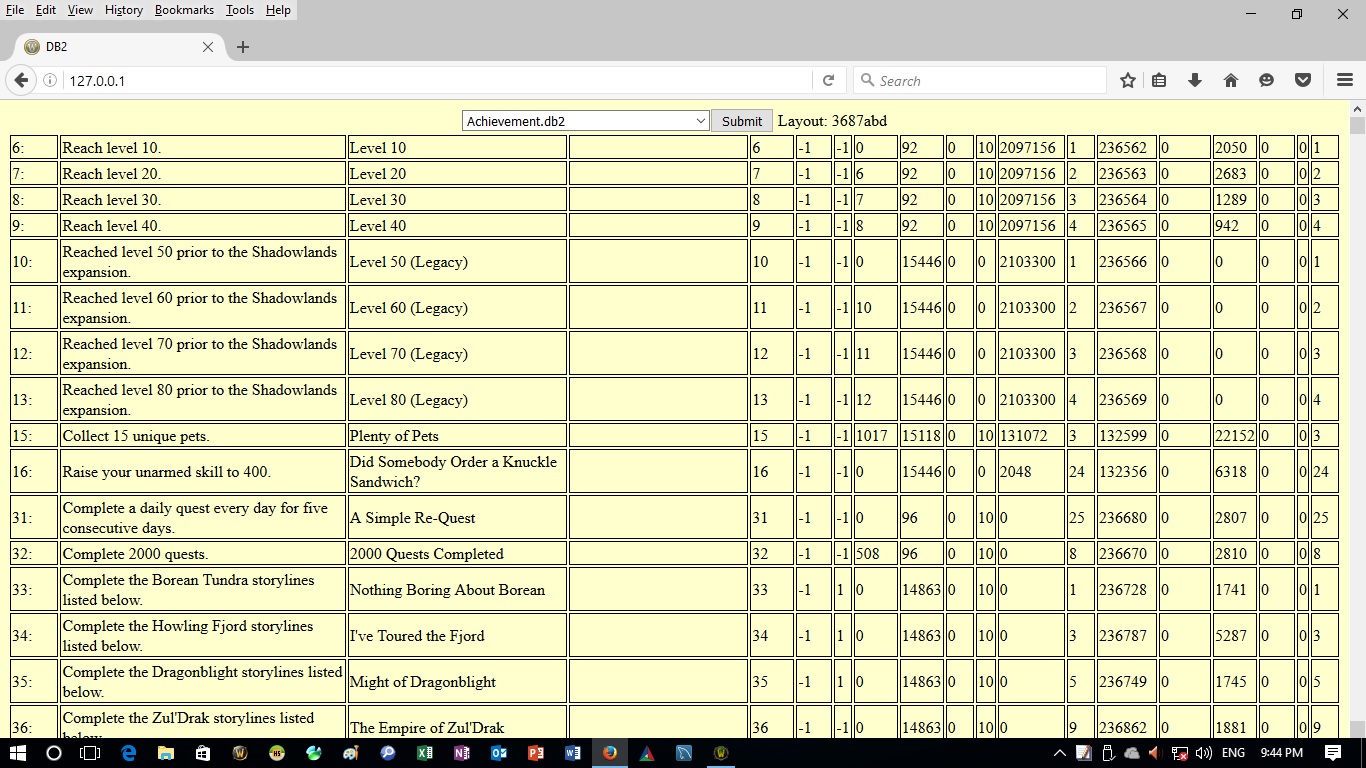 File Edit View History Bookmarks Tools Help
DB2
127.0.0.1
Search
Achievement.db2 Submit Layout: 3687abd
6: Reach level 10. Level 10 6 -1 -1 0 92 0 10 2097156 1 236562 0 2050 0 0 1
7: Reach level 20. Level 20 7 -1 -1 6 92 0 10 2097156 2 236563 0 2683 0 0 2
8: Reach level 30. Level 30 8 -1 -1 7 92 0 10 2097156 3 236564 0 1289 0 0 3
9: Reach level 40. Level 40 9 -1 -1 8 92 0 10 2097156 4 236565 0 942 0 0 4
10: Reached level 50 prior to the Shadowlands
expansion. Level 50 (Legacy) 10 -1 -1 0 15446 0 0 2103300 1 236566 0 0 0 0 1
11: Reached level 60 prior to the Shadowlands
expansion. Level 60 (Legacy) 11 -1 -1 10 15446 0 0 2103300 2 236567 0 0 0 0 2
12: Reached level 70 prior to the Shadowlands
expansion. Level 70 (Legacy) 12 -1 -1 11 15446 0 0 2103300 3 236568 0 0 0 0 3
13: Reached level 80 prior to the Shadowlands
expansion. Level 80 (Legacy) 13 -1 -1 12 15446 0 0 2103300 4 236569 0 0 0 0 4
15: Collect 15 unique pets. Plenty of Pets 15 -1 -1 1017 15118 0 10 131072 3 132599 0 22152 0 0 3
16: Raise your unarmed skill to 400. Did Somebody Order a Knuckle
Sandwich? 16 -1 -1 0 15446 0 0 2048 24 132356 0 6318 0 0 24
31: Complete a daily quest every day for five
consecutive days. A Simple Re-Quest 31 -1 -1 0 96 0 10 0 25 236680 0 2807 0 0 25
32: Complete 2000 quests. 2000 Quests Completed 32 -1 -1 508 96 0 10 0 8 236670 0 2810 0 0 8
33: Complete the Borean Tundra storylines
listed below. Nothing Boring About Borean 33 -1 1 0 14863 0 10 0 1 236728 0 1741 0 0 1
34: Complete the Howling Fjord storylines
listed below. I've Toured the Fjord 34 -1 1 0 14863 0 10 0 3 236787 0 5287 0 0 3
35: Complete the Dragonblight storylines listed
below. Might of Dragonblight 35 -1 1 0 14863 0 10 0 5 236749 0 1745 0 0 5
36: Complete the Zul'Drak storylines listed
below. The Empire of Zul'Drak 36 -1 -1 0 14863 0 10 0 9 236862 0 1881 0 0 9
ENG 9:44 PM